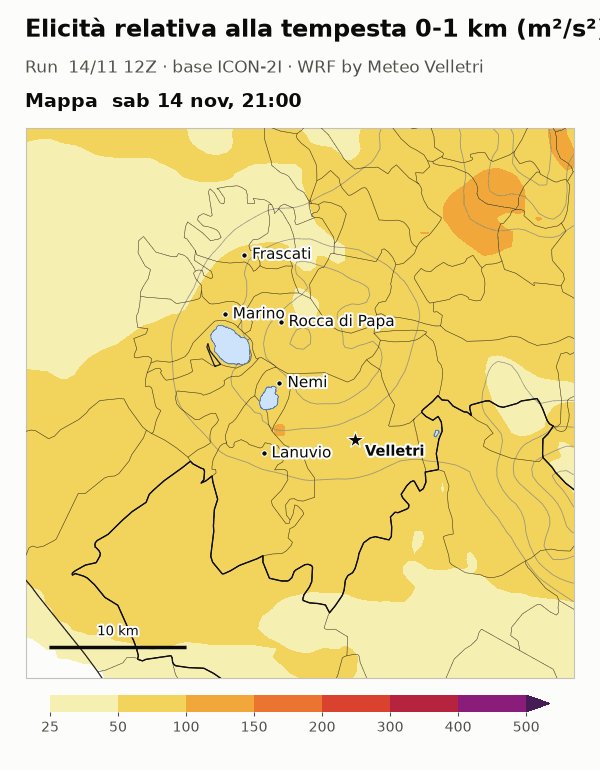 Elicità relativa alla tempesta 0-1 km (m²/s²)
Run  14/11 12Z · base ICON-2I · WRF by Meteo Velletri
Mappa  sab 14 nov, 21:00
Frascati
Marino
Rocca di Papa
Nemi
Velletri
Lanuvio
10 km
25 50 100 150 200 300 400 500